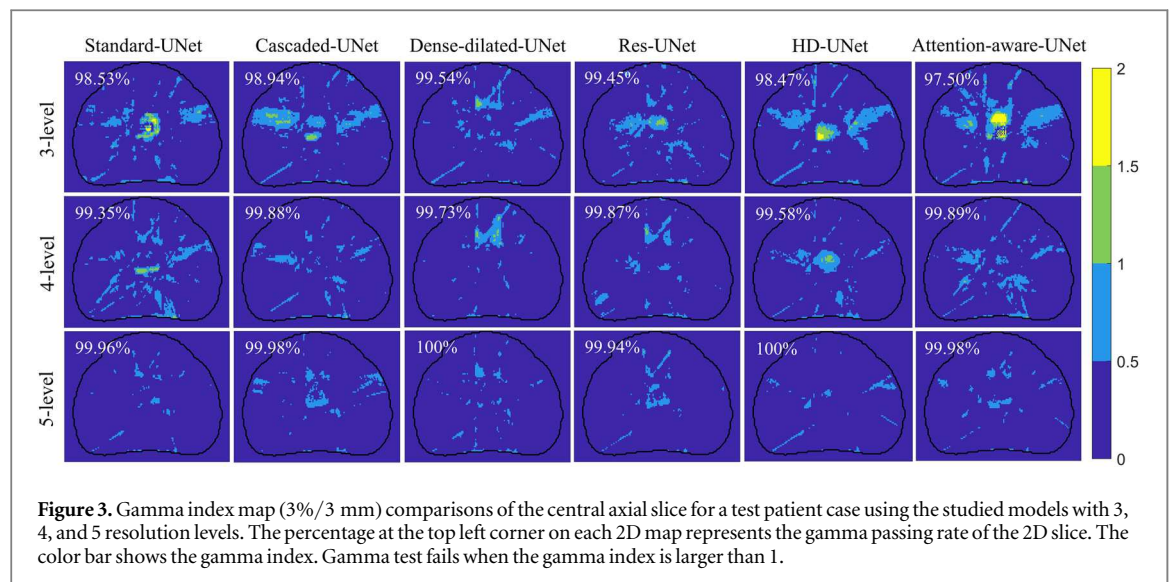 Standard-UNet Cascaded-UNet Dense-dilated-UNet Res-UNet HD-UNet Attention-aware-UNet
3-level 98.53% 98.94% 99.54% 99.45% 98.47% 97.50%
4-level 99.35% 99.88% 99.73% 99.87% 99.58% 99.89%
5-level 99.96% 99.98% 100% 99.94% 100% 99.98%
2
1.5
1
0.5
0
Figure 3. Gamma index map (3%/3 mm) comparisons of the central axial slice for a test patient case using the studied models with 3,
4, and 5 resolution levels. The percentage at the top left corner on each 2D map represents the gamma passing rate of the 2D slice. The
color bar shows the gamma index. Gamma test fails when the gamma index is larger than 1.